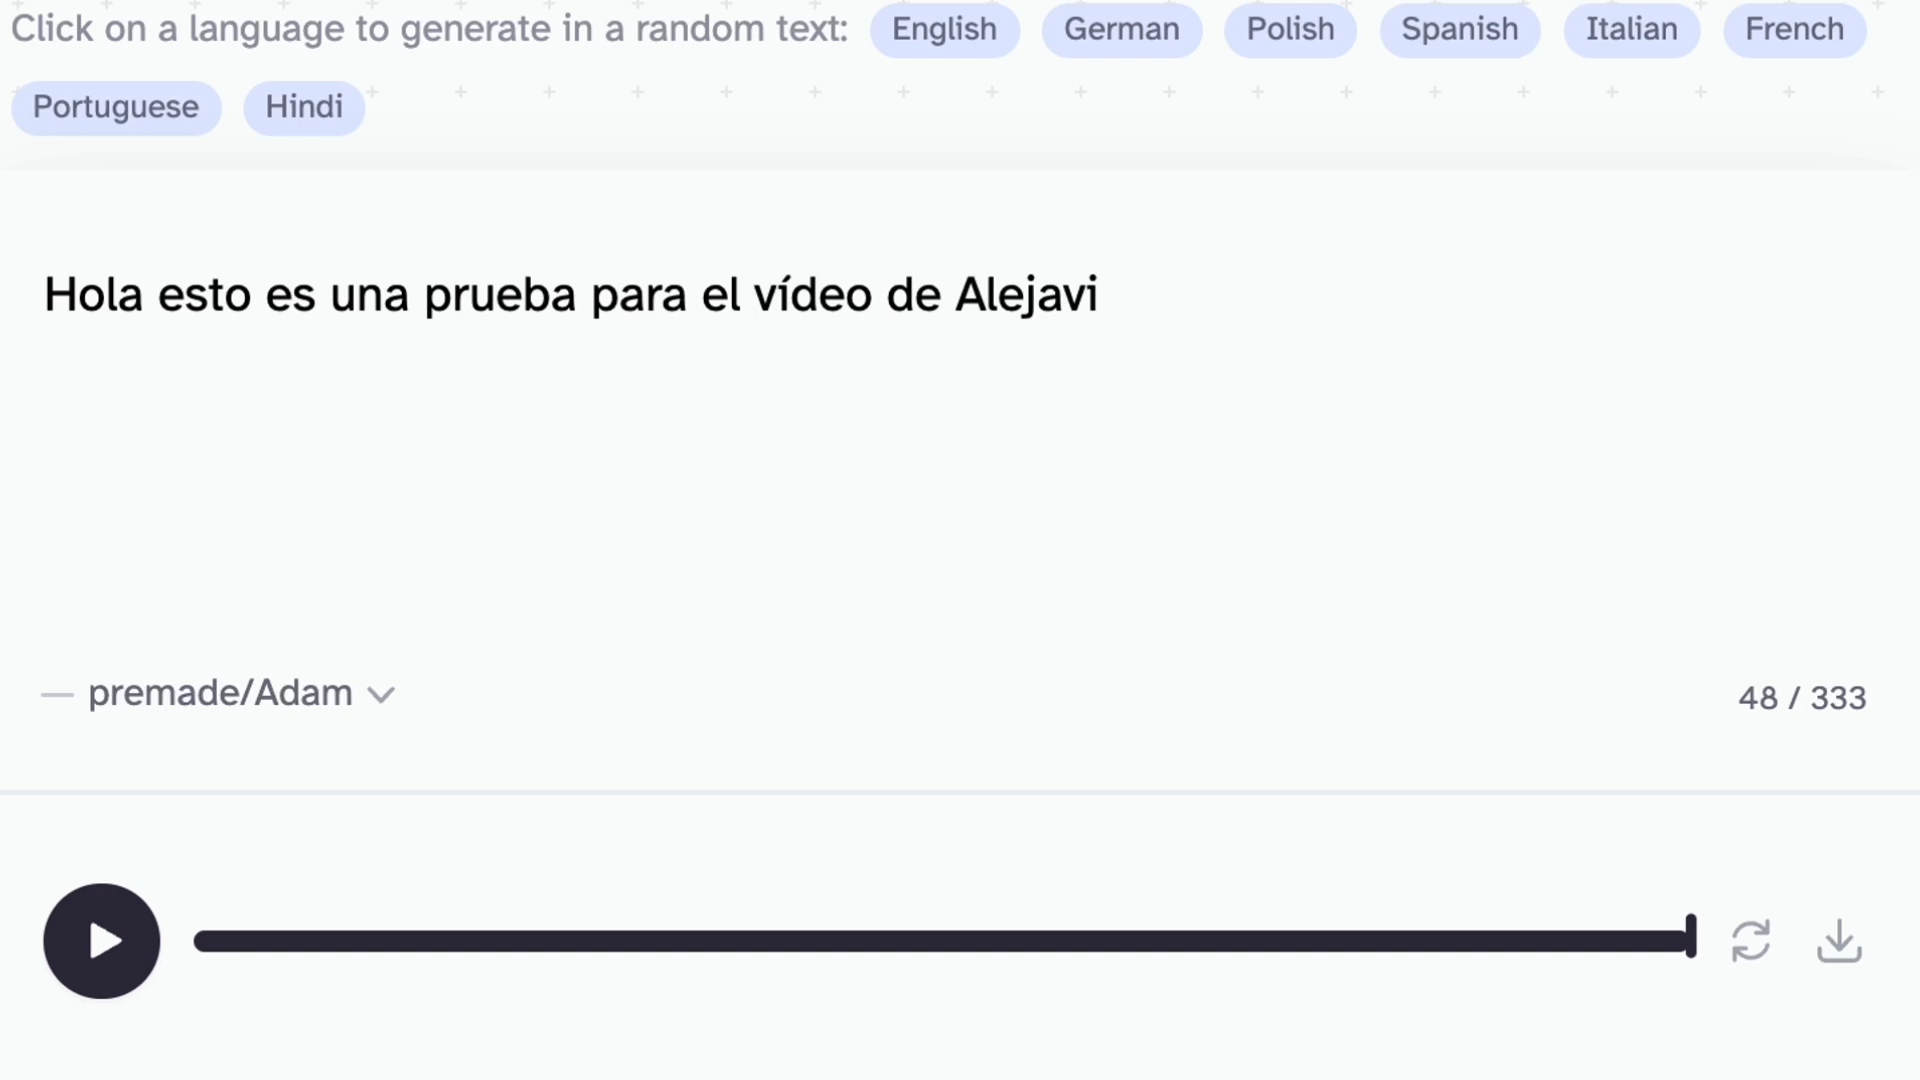 Click on a language to generate in a random text: English German Polish Spanish Italian French
Portuguese Hindi
Hola esto es una prueba para el vídeo de Alejavi
— premade/Adam
48 / 333